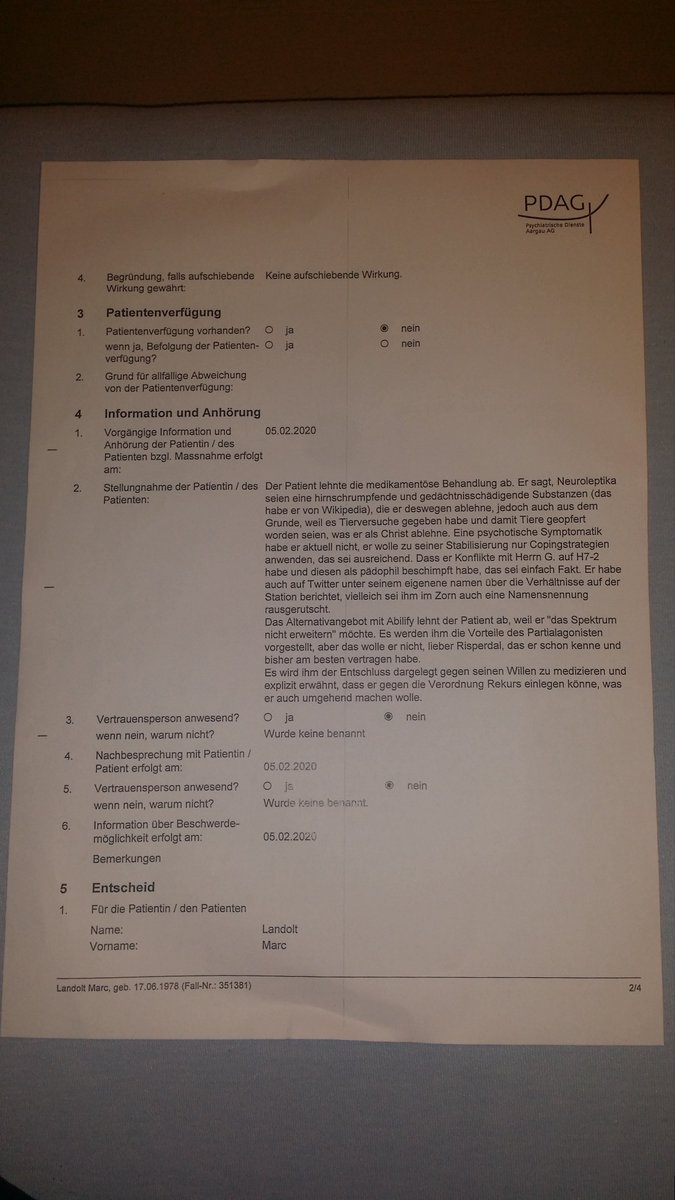 PDAG
Psychiatrische Dienste
Aargau AG
4. Begründung, falls aufschiebende Keine aufschiebende Wirkung.
Wirkung gewährt:
3 Patientenverfügung
1. Patientenverfügung vorhanden? ja nein
wenn ja, Befolgung der Patienten- ja nein
verfügung?
2. Grund für allfällige Abweichung
von der Patientenverfügung:
4 Information und Anhörung
1. Vorgängige Information und 05.02.2020
Anhörung der Patientin / des
Patienten bzgl. Massnahme erfolgt
am:
2. Stellungnahme der Patientin / des
Patienten:
Der Patient lehnte die medikamentöse Behandlung ab. Er sagt, Neuroleptika
seien eine hirnschrumpfende und gedächtnisschädigende Substanzen (das
habe er von Wikipedia), die er deswegen ablehne, jedoch auch aus dem
Grunde, weil es Tierversuche gegeben habe und damit Tiere geopfert
worden seien, was er als Christ ablehne. Eine psychotische Symptomatik
habe er aktuell nicht, er wolle zu seiner Stabilisierung nur Copingstrategien
anwenden, das sei ausreichend. Dass er Konflikte mit Herrn G. auf H7-2
habe und diesen als pädophil beschimpft habe, das sei einfach Fakt. Er habe
auch auf Twitter unter seinem eigenene namen über die Verhältnisse auf der
Station berichtet, vielleich sei ihm im Zorn auch eine Namensnennung
rausgerutscht.
Das Alternativangebot mit Abilify lehnt der Patient ab, weil er "das Spektrum
nicht erweitern" möchte. Es werden ihm die Vorteile des Partialagonisten
vorgestellt, aber das wolle er nicht, lieber Risperdal, das er schon kenne und
bisher am besten vertragen habe.
Es wird ihm der Entschluss dargelegt gegen seinen Willen zu medizieren und
explizit erwähnt, dass er gegen die Verordnung Rekurs einlegen könne, was
er auch umgehend machen wolle.
3. Vertrauensperson anwesend? ja nein
wenn nein, warum nicht? Wurde keine benannt
4. Nachbesprechung mit Patientin /
Patient erfolgt am: 05.02.2020
5. Vertrauensperson anwesend? ja nein
wenn nein, warum nicht? Wurde keine benannt.
6. Information über Beschwerde-
möglichkeit erfolgt am: 05.02.2020
Bemerkungen
5 Entscheid
1. Für die Patientin / den Patienten
Name: Landolt
Vorname: Marc
Landolt Marc, geb. 17.06.1978 (Fall-Nr.: 351381) 2/4